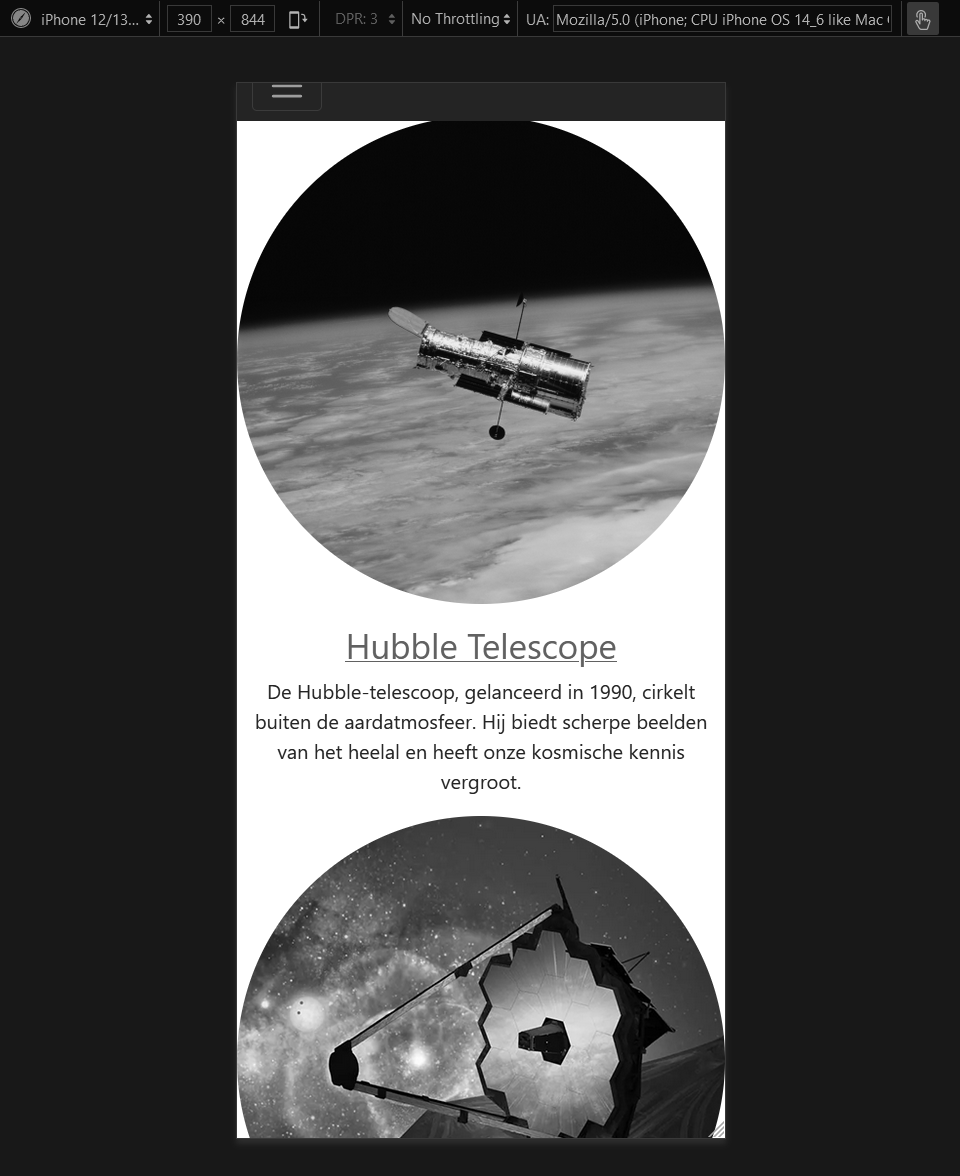 iPhone 12/13... 390 × 844 DPR: 3 No Throttling UA: Mozilla/5.0 (iPhone; CPU iPhone OS 14_6 like Mac
Hubble Telescope
De Hubble-telescoop, gelanceerd in 1990, cirkelt
buiten de aardatmosfeer. Hij biedt scherpe beelden
van het heelal en heeft onze kosmische kennis
vergroot.